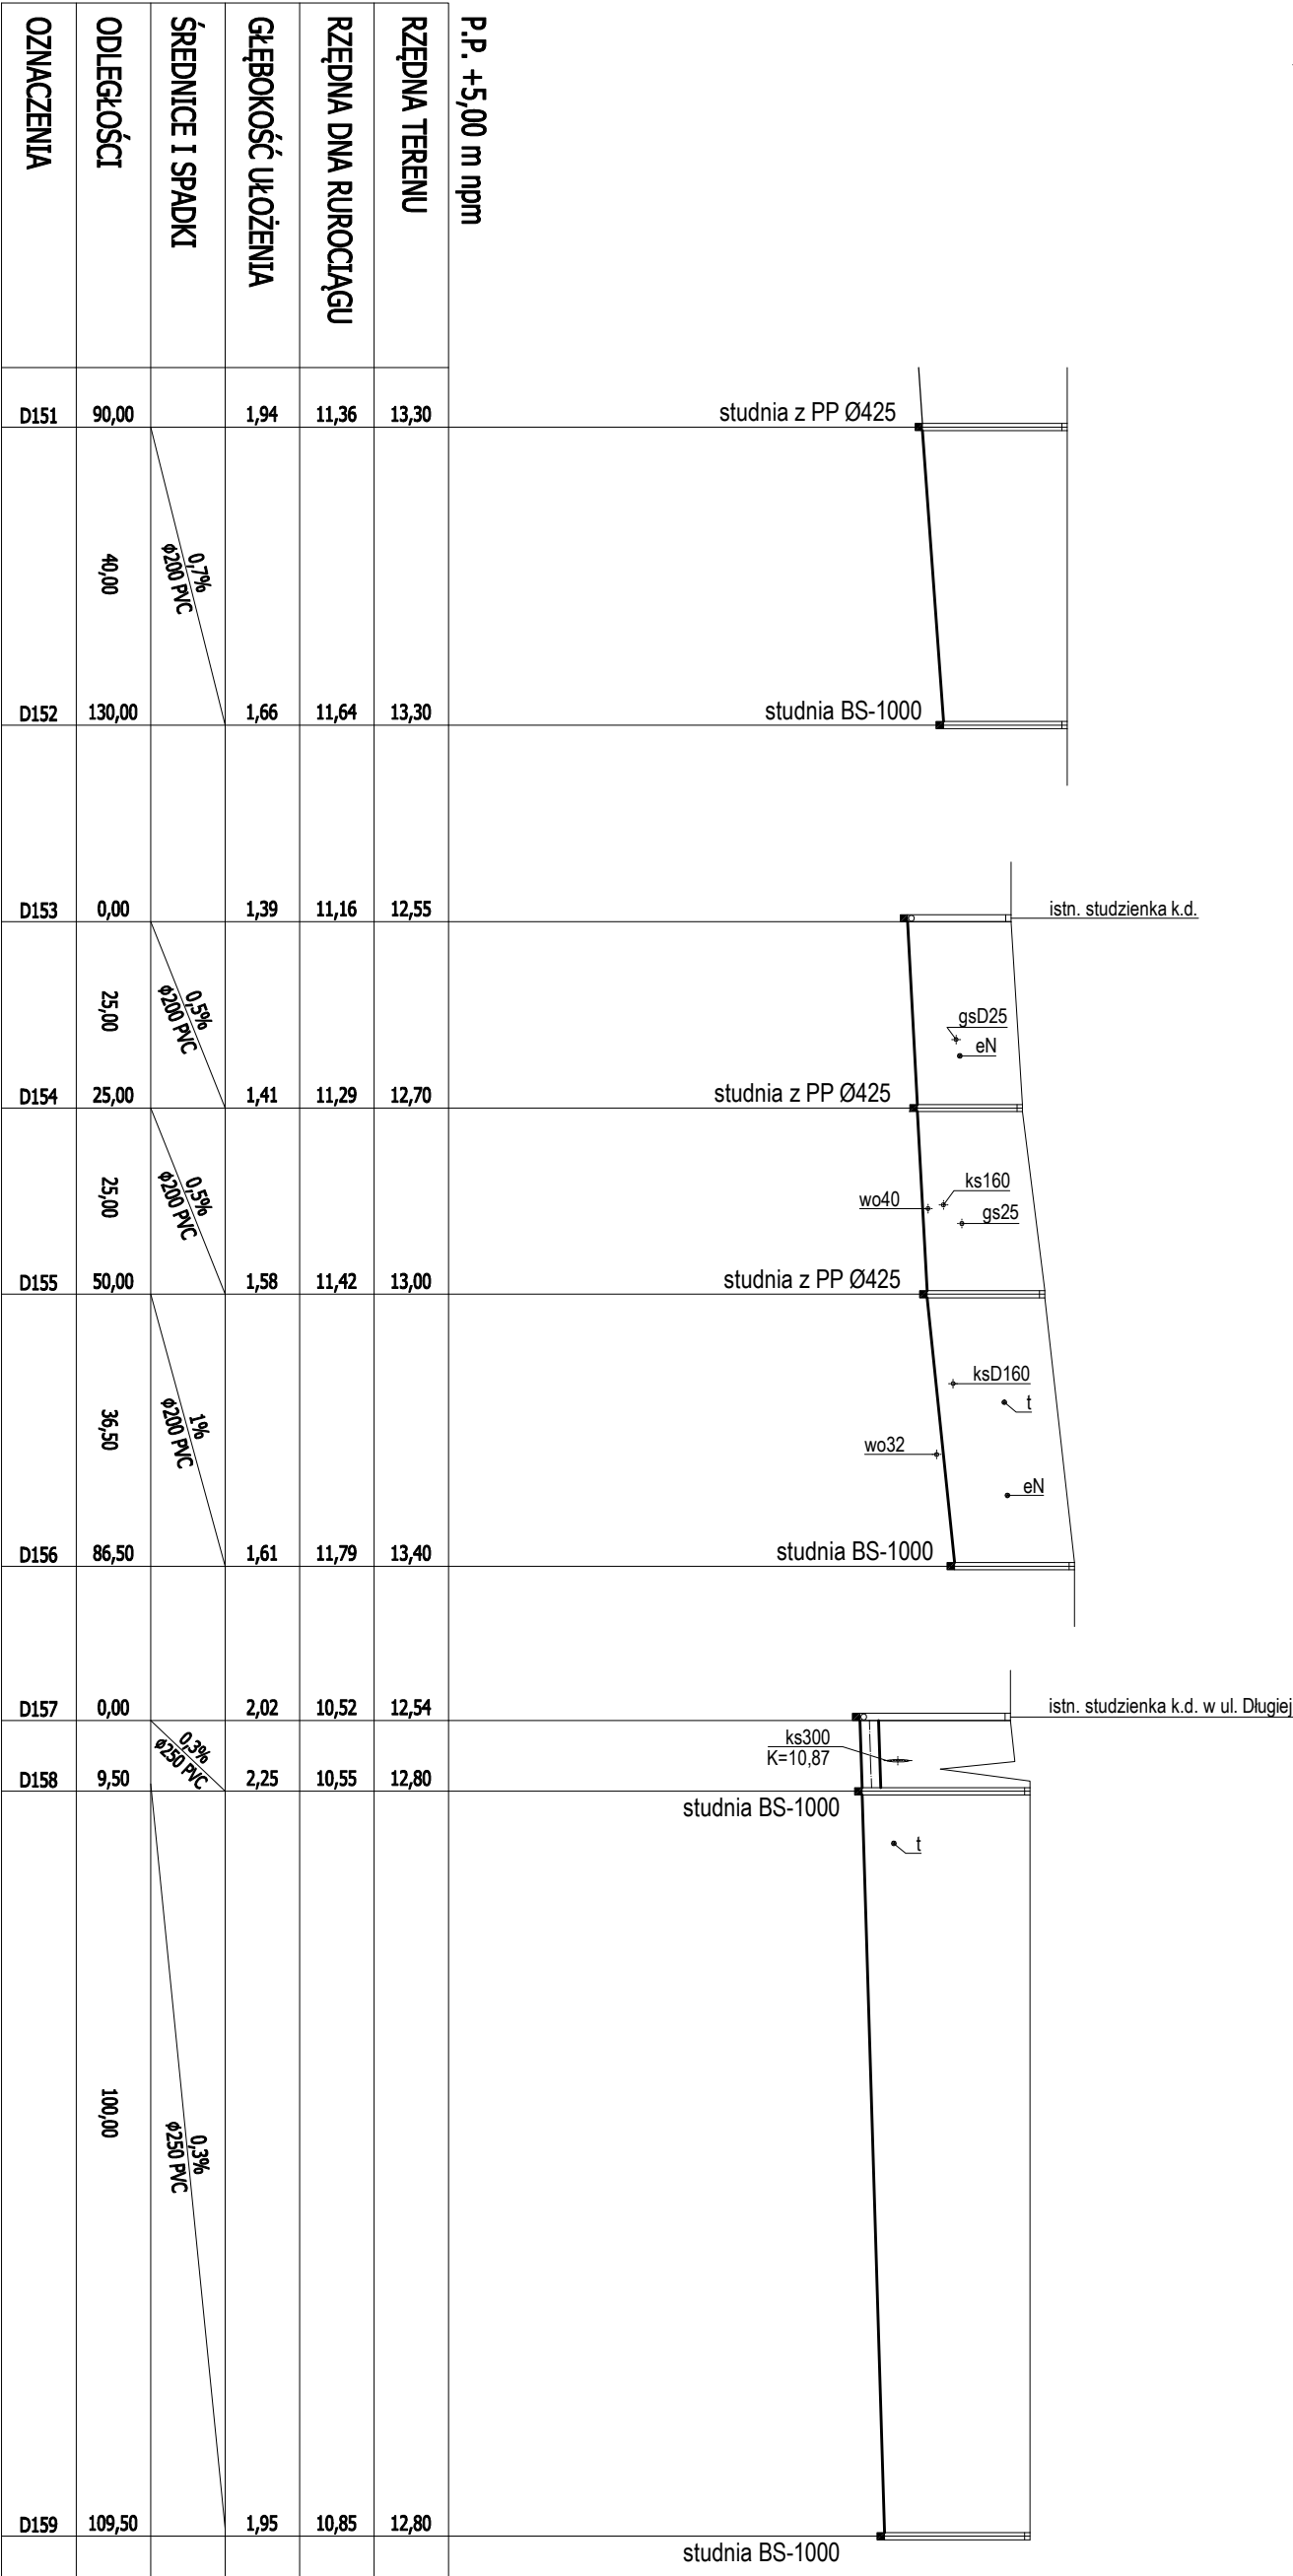 P.P. +5,00 m npm
RZĘDNA TERENU
RZĘDNA DNA RUROCIĄGU
GŁĘBOKOŚĆ UŁOŻENIA
ŚREDNICE I SPADKI
ODLEGŁOŚCI
OZNACZENIA
D151 90,00 1,94 11,36 13,30 studnia z PP Ø425
40,00 0,7% ϕ200 PVC
D152 130,00 1,66 11,64 13,30 studnia BS-1000
D153 0,00 1,39 11,16 12,55 istn. studzienka k.d.
25,00 0,5% ϕ200 PVC
gsD25
eN
D154 25,00 1,41 11,29 12,70 studnia z PP Ø425
25,00 0,5% ϕ200 PVC
ks160
wo40
gs25
D155 50,00 1,58 11,42 13,00 studnia z PP Ø425
36,50 1% ϕ200 PVC
ksD160
t
wo32
eN
D156 86,50 1,61 11,79 13,40 studnia BS-1000
D157 0,00 2,02 10,52 12,54 istn. studzienka k.d. w ul. Długiej
0,3% ϕ250 PVC
ks300
K=10,87
D158 9,50 2,25 10,55 12,80
studnia BS-1000
t
100,00 0,3% ϕ250 PVC
D159 109,50 1,95 10,85 12,80
studnia BS-1000